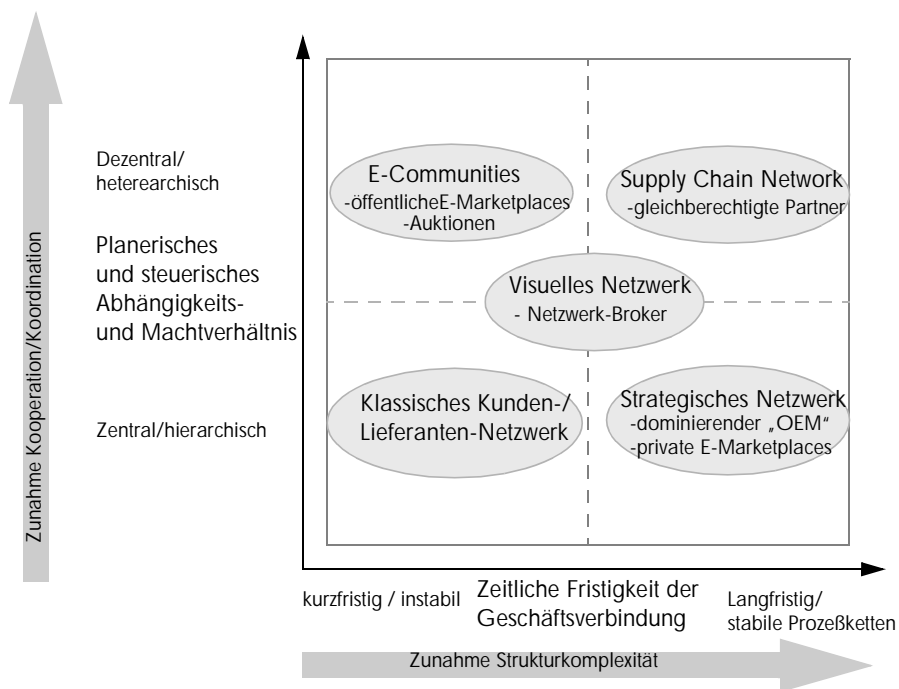 Dezentral/
heterearchisch
Planerisches
und steuerisches
Abhängigkeits-
und Machtverhältnis
Zentral/hierarchisch
Zunahme Kooperation/Koordination
E-Communities
-öffentlicheE-Marketplaces
-Auktionen
Supply Chain Network
-gleichberechtigte Partner
Visuelles Netzwerk
- Netzwerk-Broker
Klassisches Kunden-/
Lieferanten-Netzwerk
Strategisches Netzwerk
-dominierender „OEM“
-private E-Marketplaces
kurzfristig / instabil
Zeitliche Fristigkeit der
Geschäftsverbindung
Langfristig/
stabile Prozeßketten
Zunahme Strukturkomplexität